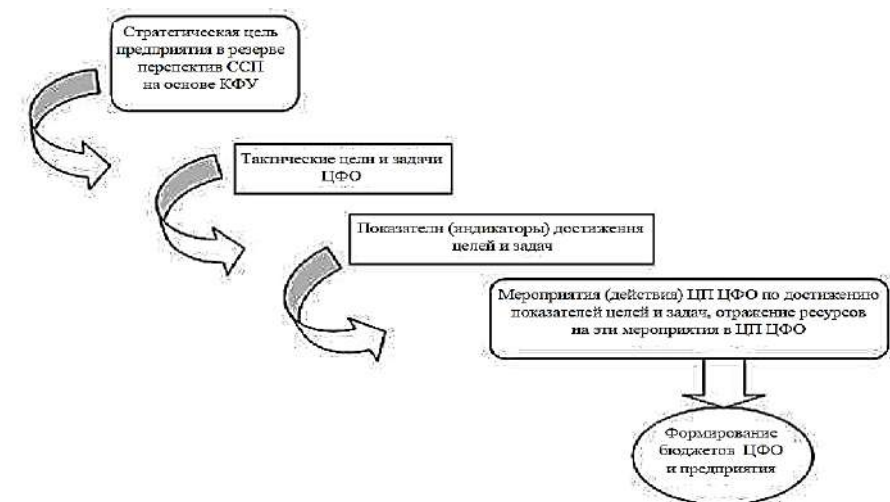 Стратегическая цель
предприятия в резерве
перспектив ССП
на основе КФУ
Тактические цели и задачи
ЦФО
Показатели (индикаторы) достижения
целей и задач
Мероприятия (действия) ЦП ЦФО по достижению
показателей целей и задач, отражение ресурсов
на эти мероприятия в ЦП ЦФО
Формирование
бюджетов ЦФО
и предприятия